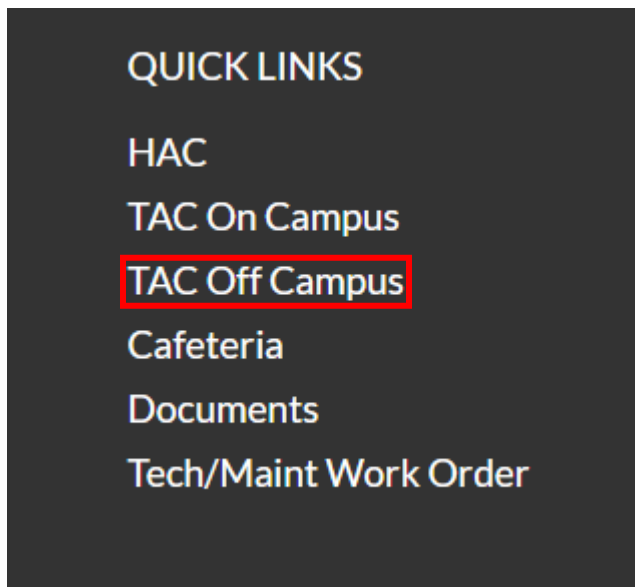 QUICK LINKS
HAC
TAC On Campus
TAC Off Campus
Cafeteria
Documents
Tech/Maint Work Order